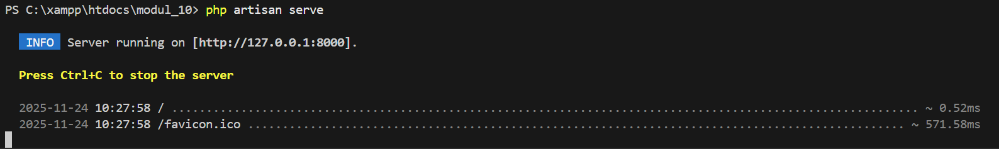 PS C:\xampp\htdocs\modul_10> php artisan serve
INFO Server running on [http://127.0.0.1:8000].
Press Ctrl+C to stop the server
2025-11-24 10:27:58 / ............................................................................................................ ~ 0.52ms
2025-11-24 10:27:58 /favicon.ico ............................................................................................... ~ 571.58ms